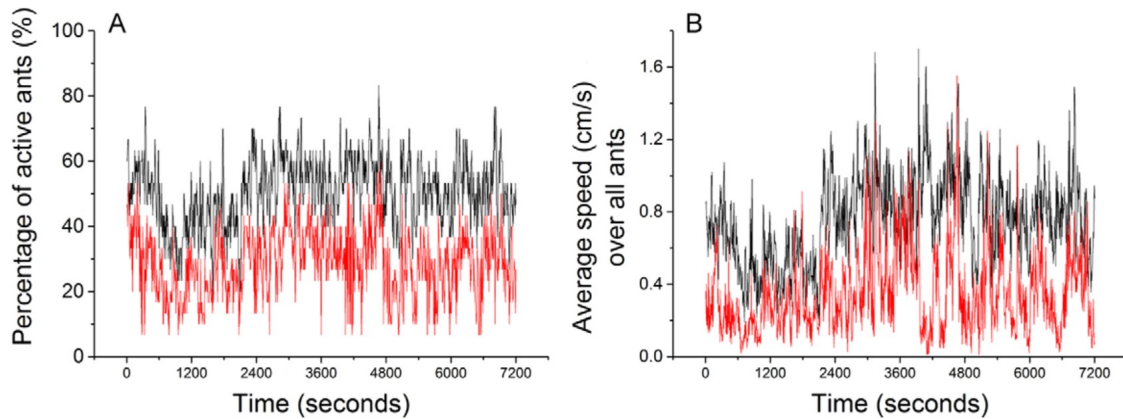 A
Percentage of active ants (%)
100
80
60
40
20
0
0 1200 2400 3600 4800 6000 7200
Time (seconds)
B
Average speed (cm/s)
over all ants
1.6
1.2
0.8
0.4
0.0
0 1200 2400 3600 4800 6000 7200
Time (seconds)